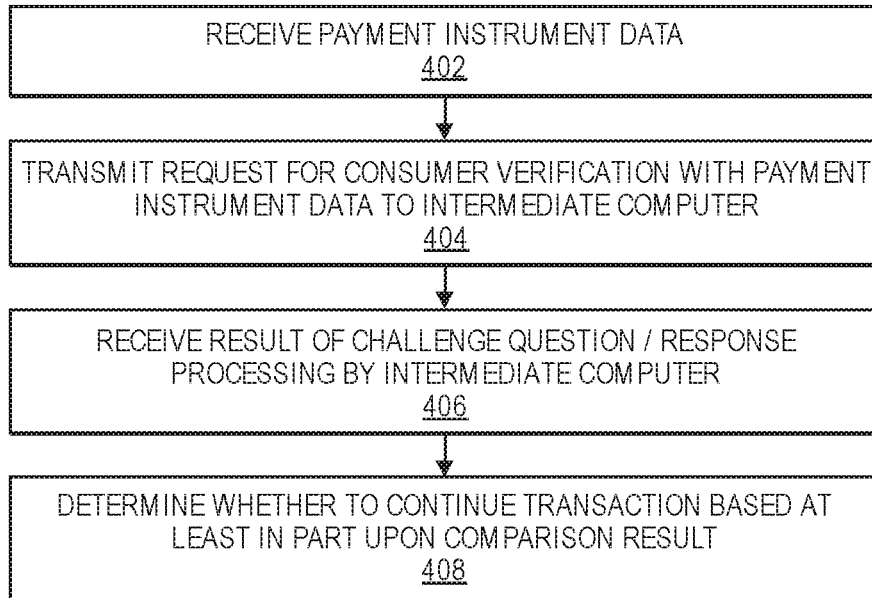 RECEIVE PAYMENT INSTRUMENT DATA
402
TRANSMIT REQUEST FOR CONSUMER VERIFICATION WITH PAYMENT
INSTRUMENT DATA TO INTERMEDIATE COMPUTER
404
RECEIVE RESULT OF CHALLENGE QUESTION / RESPONSE
PROCESSING BY INTERMEDIATE COMPUTER
406
DETERMINE WHETHER TO CONTINUE TRANSACTION BASED AT
LEAST IN PART UPON COMPARISON RESULT
408